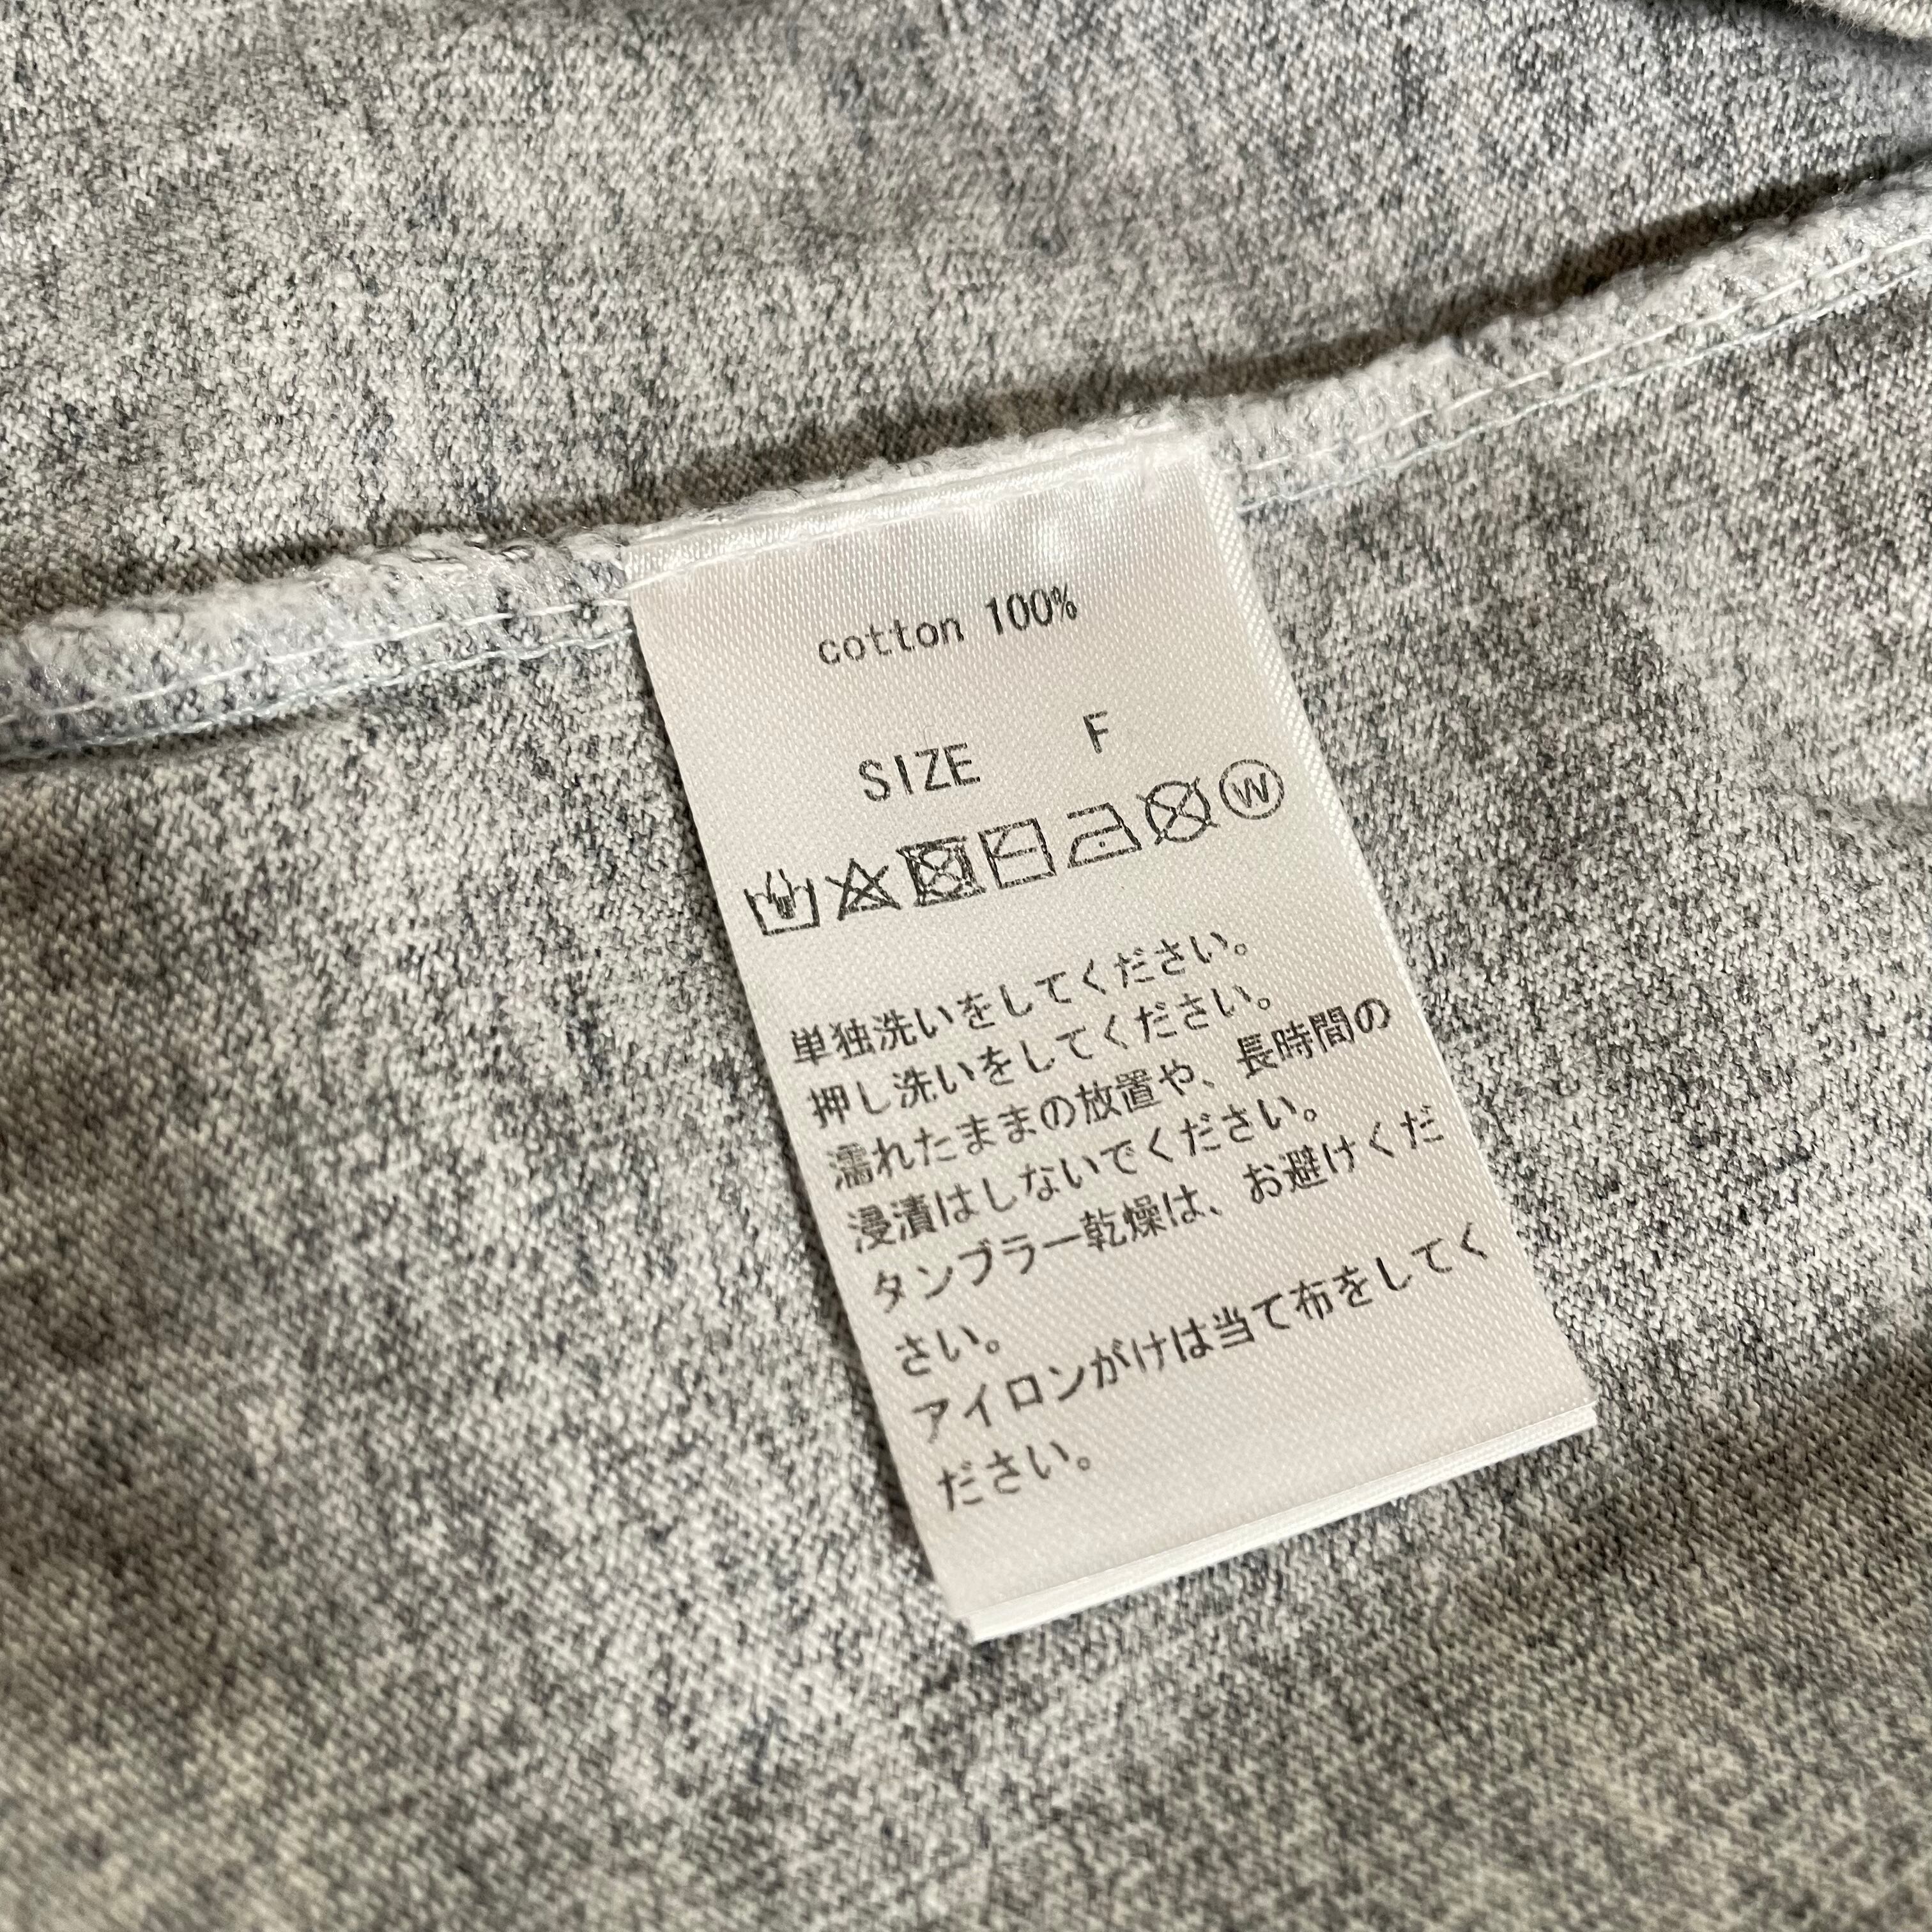 cotton 100%
SIZE F
W
単独洗いをしてください。
押し洗いをしてください。
濡れたままの放置や、長時間の
浸漬はしないでください。
タンブラー乾燥は、お避けくだ
さい。
アイロンがけは当て布をしてく
ださい。